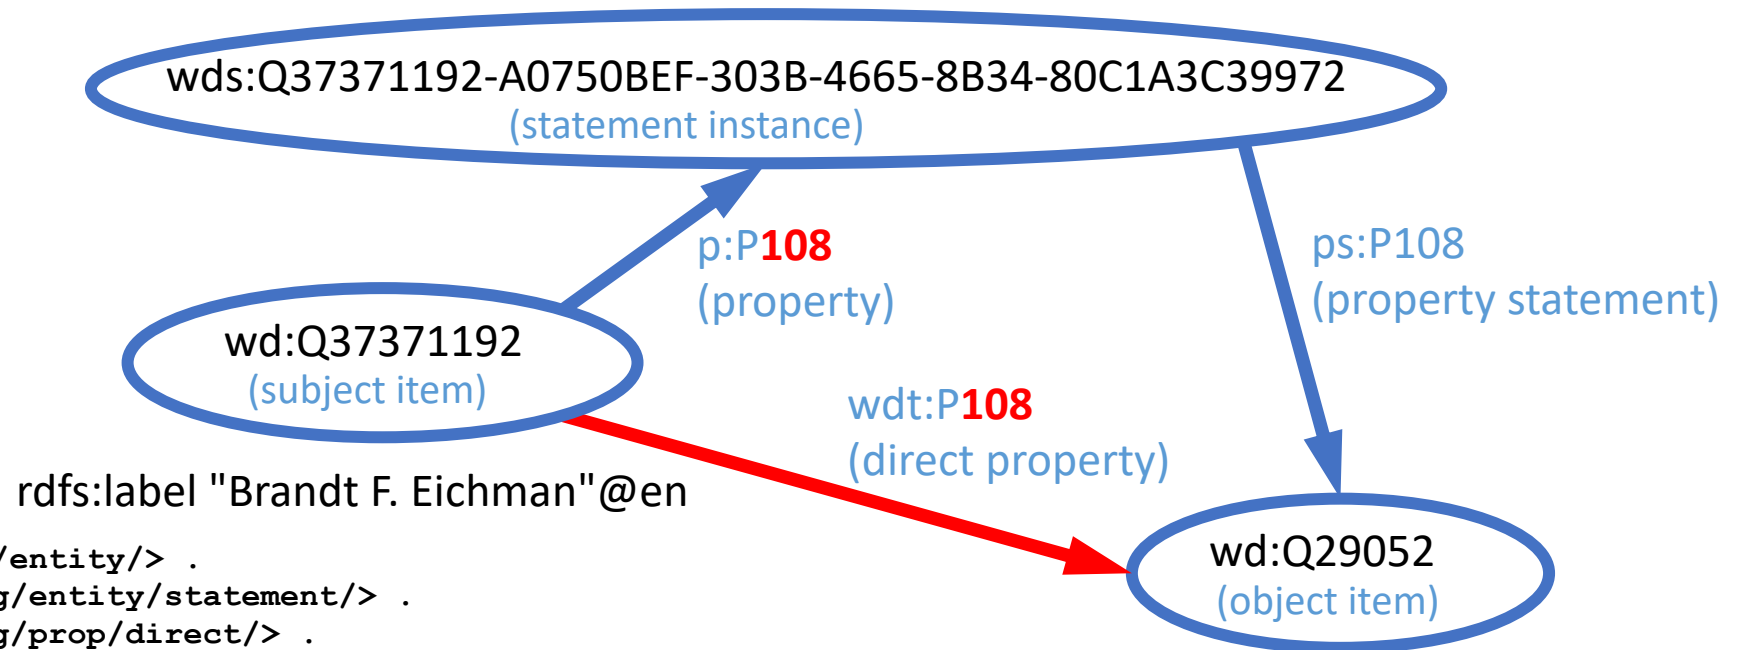 wds:Q37371192-A0750BEF-303B-4665-8B34-80C1A3C39972
(statement instance)
p:P108
(property)
ps:P108
(property statement)
wd:Q37371192
(subject item)
wdt:P108
(direct property)
rdfs:label "Brandt F. Eichman"@en
wd:Q29052
(object item)
/entity/> .
g/entity/statement/> .
g/prop/direct/> .